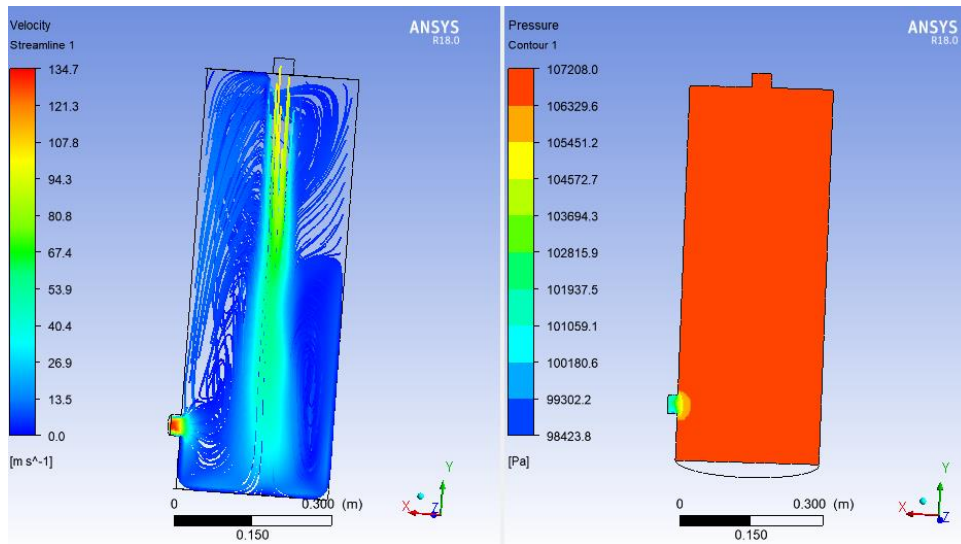 Velocity
Streamline 1
134.7
121.3
107.8
94.3
80.8
67.4
53.9
40.4
26.9
13.5
0.0
[m s^-1]
ANSYS
R18.0
0 0.300 (m)
0.150
Y
X
Z
Pressure
Contour 1
107208.0
106329.6
105451.2
104572.7
103694.3
102815.9
101937.5
101059.1
100180.6
99302.2
98423.8
[Pa]
ANSYS
R18.0
0 0.300 (m)
0.150
Y
X
Z